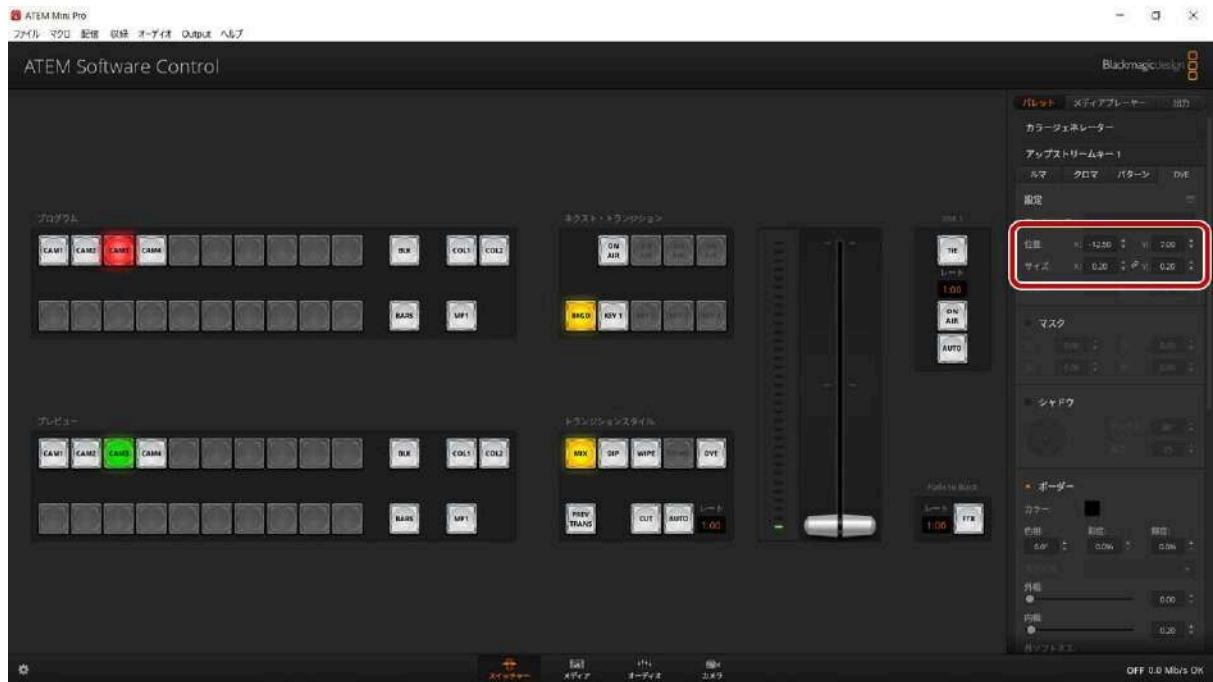 ATEM Mini Pro
ファイル マクロ 配信 収録 オーディオ Output ヘルプ
ATEM Software Control
Blackmagicdesign
パレット メディアプレーヤー 出力
カラージェネレーター
アップストリームキー 1
ルマ クロマ パターン DVE
設定
位置 X: -12.50 Y: 7.00
サイズ X: 0.20 Y: 0.20
マスク
シャドウ
ボーダー
カラー
色相 彩度: 輝度:
0.0° 0.0% 0.0%
外幅
0.00
内幅
0.20
プログラム
CAM1 CAM2 CAM3 CAM4 BLK COL1 COL2
BARS MP1
ネクスト・トランジション
ON AIR
BKGD KEY 1
DSK 1
TIE
レート
1:00
ON AIR
AUTO
プレビュー
CAM1 CAM2 CAM3 CAM4 BLK COL1 COL2
BARS MP1
トランジションスタイル
MIX DIP WIPE DVE
PREV TRANS CUT AUTO レート 1:00
Fade to Black
レート
1:00 FTB
スイッチャー メディア オーディオ カメラ
OFF 0.0 Mb/s OK